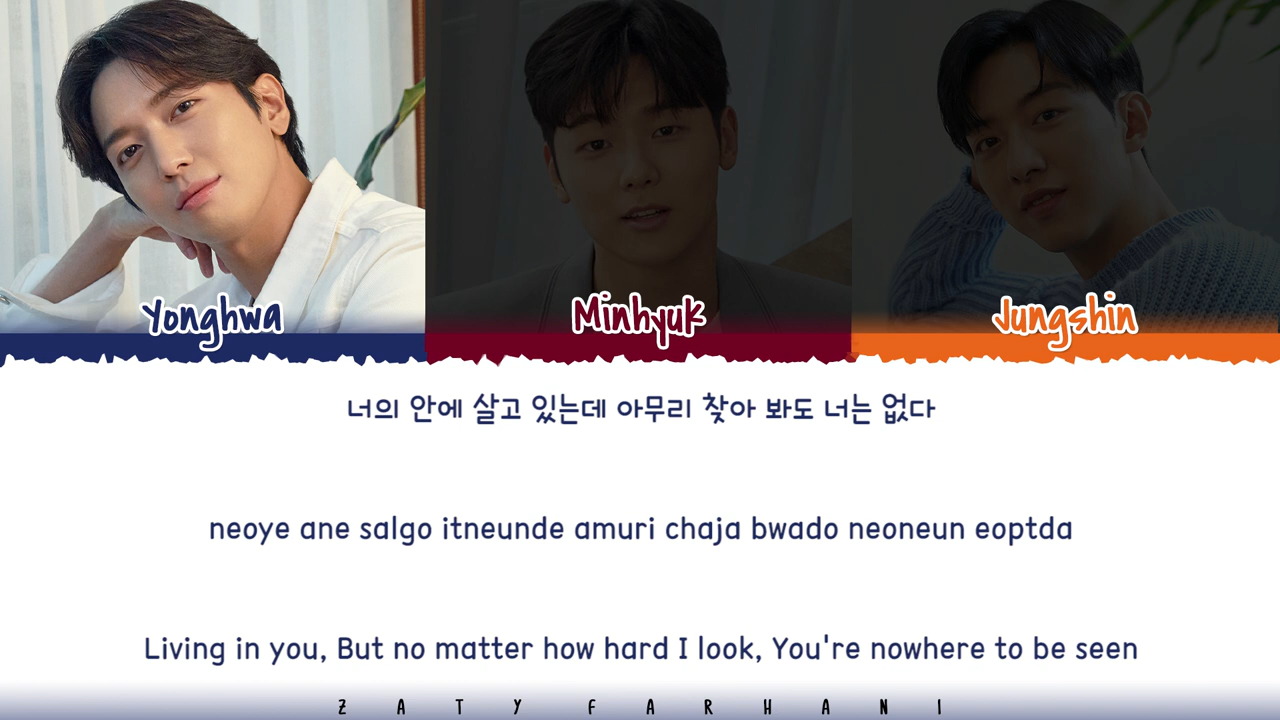 Yonghwa Minhyuk Jungshin
너의 안에 살고 있는데 아무리 찾아 봐도 너는 없다
neoye ane salgo itneunde amuri chaja bwado neoneun eoptda
Living in you, But no matter how hard I look, You're nowhere to be seen
ZATY FARHANI